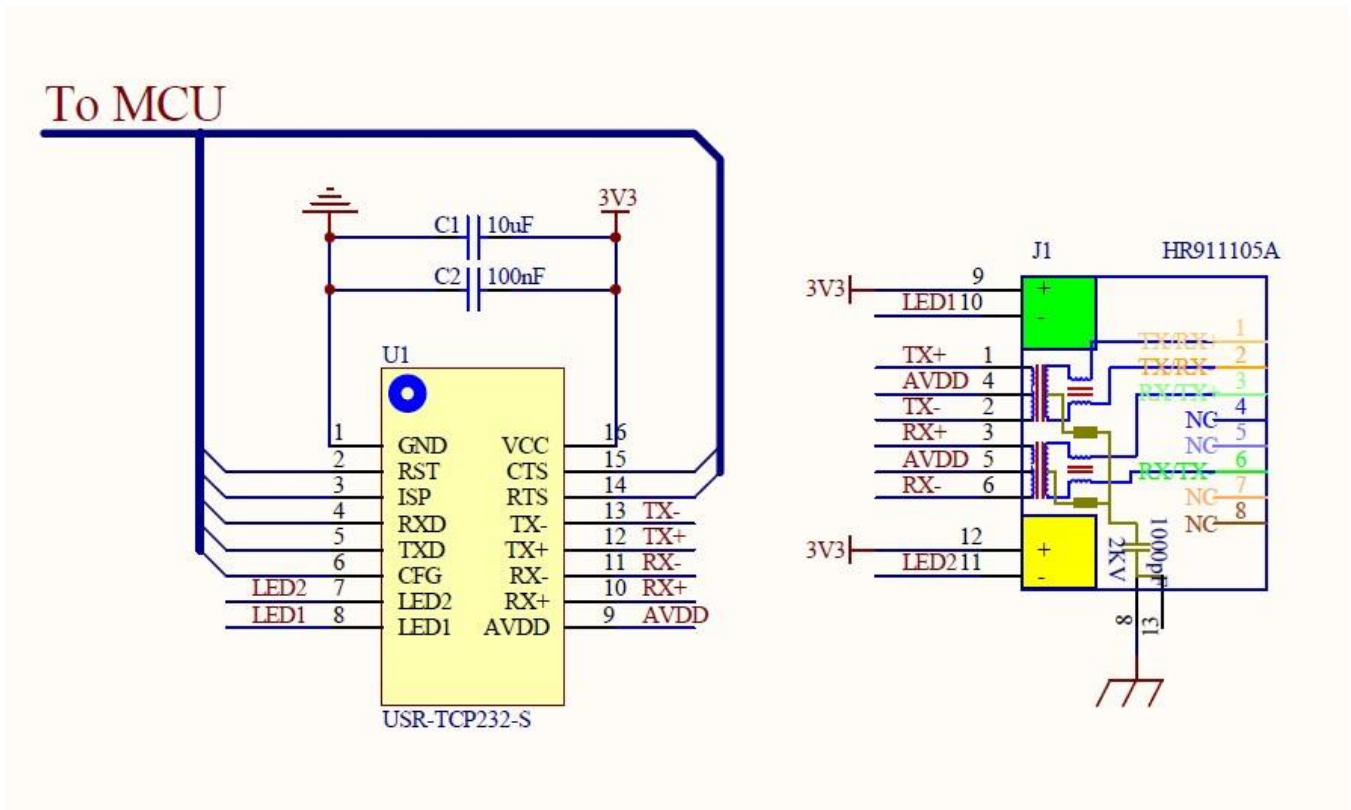 To MCU
3V3
C1 10uF
C2 100nF
U1
1 GND VCC 16
2 RST CTS 15
3 ISP RTS 14
4 RXD TX- 13 TX-
5 TXD TX+ 12 TX+
6 CFG RX- 11 RX-
LED2 7 LED2 RX+ 10 RX+
LED1 8 LED1 AVDD 9 AVDD
USR-TCP232-S
J1 HR911105A
3V3 9 +
LED1 10 -
TX+ 1
AVDD 4
TX- 2
RX+ 3
AVDD 5
RX- 6
3V3 12 +
LED2 11 -
TX/RX+ 1
TX/RX- 2
RX/TX+ 3
NC 4
NC 5
RX/TX- 6
NC 7
NC 8
1000pF
2KV
8
13